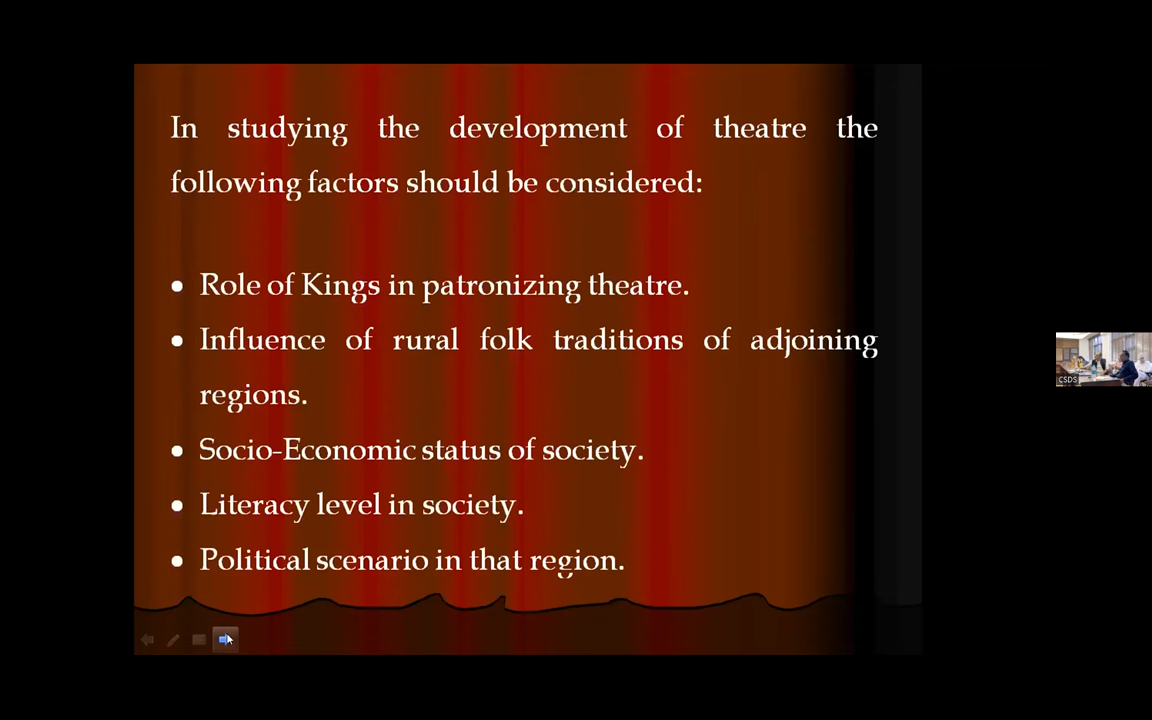 In studying the development of theatre the
following factors should be considered:
• Role of Kings in patronizing theatre.
• Influence of rural folk traditions of adjoining
regions.
• Socio-Economic status of society.
• Literacy level in society.
• Political scenario in that region.
CSDS